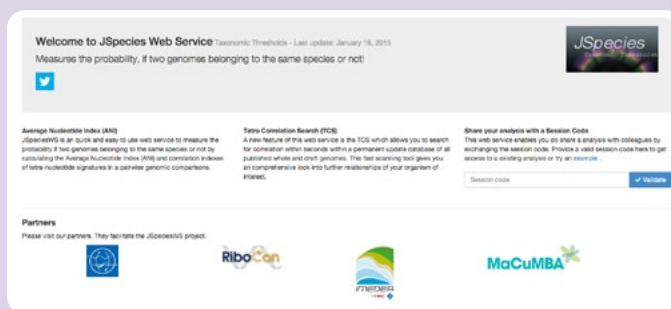 Welcome to JSpecies Web Service Taxonomic Thresholds - Last update: January 16, 2015
Measures the probability, if two genomes belonging to the same species or not!
JSpecies
Average Nucleotide Index (ANI)
JSpeciesWS is an quick and easy to use web service to measure the
probability if two genomes belonging to the same species or not by
calculating the Average Nucleotide Index (ANI) and correlation indexes
of tetra-nucleotide signatures in a pairwise genomic comparisons.
Tetra Correlation Search (TCS)
A new feature of this web service is the TCS which allows you to search
for correlation within seconds within a permanent update database of all
published whole and draft genomes. This fast scanning tool gives you
an comprehensive look into further relationships of your organism of
interest.
Share your analysis with a Session Code
This web service enables you do share a analysis with colleagues by
exchanging the session code. Provide a valid session code here to get
access to a existing analysis or try an example.
Session code
Validate
Partners
Please visit our partners. They facilitate the JSpeciesWS project.
RiboCon
IMEDEA
MaCuMBA